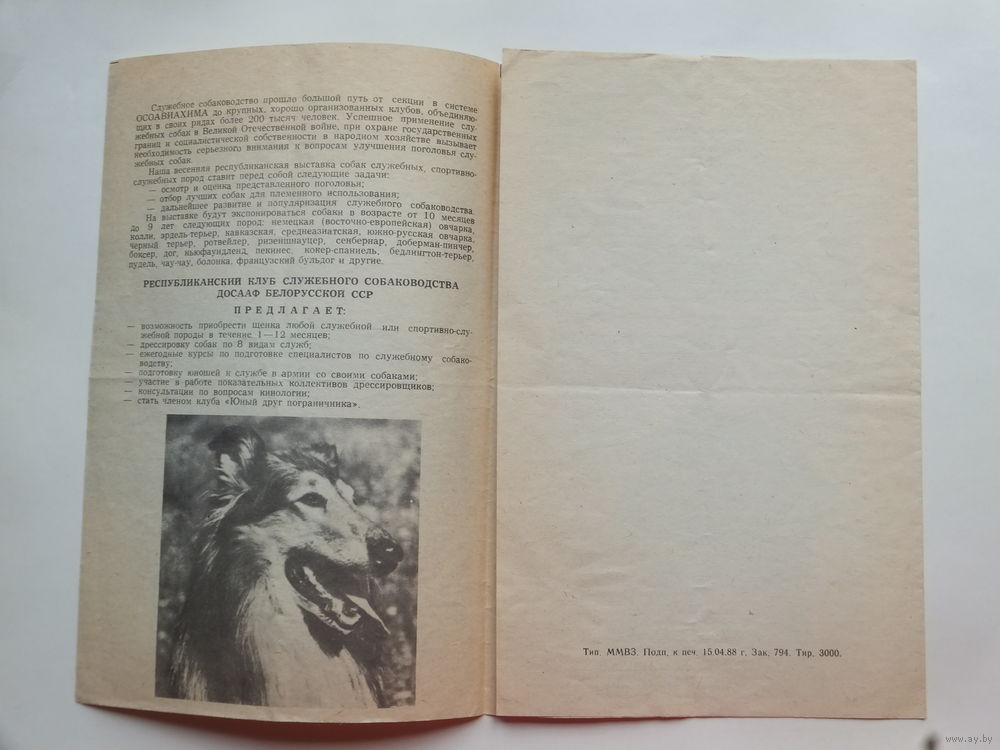 Служебное собаководство прошло большой путь от секции в системе
ОСОАВИАХИМА до крупных, хорошо организованных клубов, объединяю-
щих в своих рядах более 200 тысяч человек. Успешное применение слу-
жебных собак в Великой Отечественной войне, при охране государственных
границ и социалистической собственности в народном хозяйстве вызывает
необходимость серьезного внимания к вопросам улучшения поголовья слу-
жебных собак.
Наша весенняя республиканская выставка собак служебных, спортивно-
служебных пород ставит перед собой следующие задачи:
— осмотр и оценка представленного поголовья;
— отбор лучших собак для племенного использования;
— дальнейшее развитие и популяризация служебного собаководства.
На выставке будут экспонироваться собаки в возрасте от 10 месяцев
до 9 лет следующих пород: немецкая (восточно-европейская) овчарка,
колли, эрдель-терьер, кавказская, среднеазиатская, южно-русская овчарка,
черный терьер, ротвейлер, ризеншнауцер, сенбернар, доберман-пинчер,
боксер, дог, ньюфаундленд, пекинес, кокер-спаниель, бедлингтон-терьер,
пудель, чау-чау, болонка, французский бульдог и другие.
РЕСПУБЛИКАНСКИЙ КЛУБ СЛУЖЕБНОГО СОБАКОВОДСТВА
ДОСААФ БЕЛОРУССКОЙ ССР
ПРЕДЛАГАЕТ:
— возможность приобрести щенка любой служебной или спортивно-слу-
жебной породы в течение 1—12 месяцев;
— дрессировку собак по 8 видам служб;
— ежегодные курсы по подготовке специалистов по служебному собако-
водству;
— подготовку юношей к службе в армии со своими собаками;
— участие в работе показательных коллективов дрессировщиков;
— консультации по вопросам кинологии;
— стать членом клуба «Юный друг пограничника».
Тип. ММВЗ. Подп. к печ. 15.04.88 г. Зак. 794. Тир. 3000.
www.ay.by